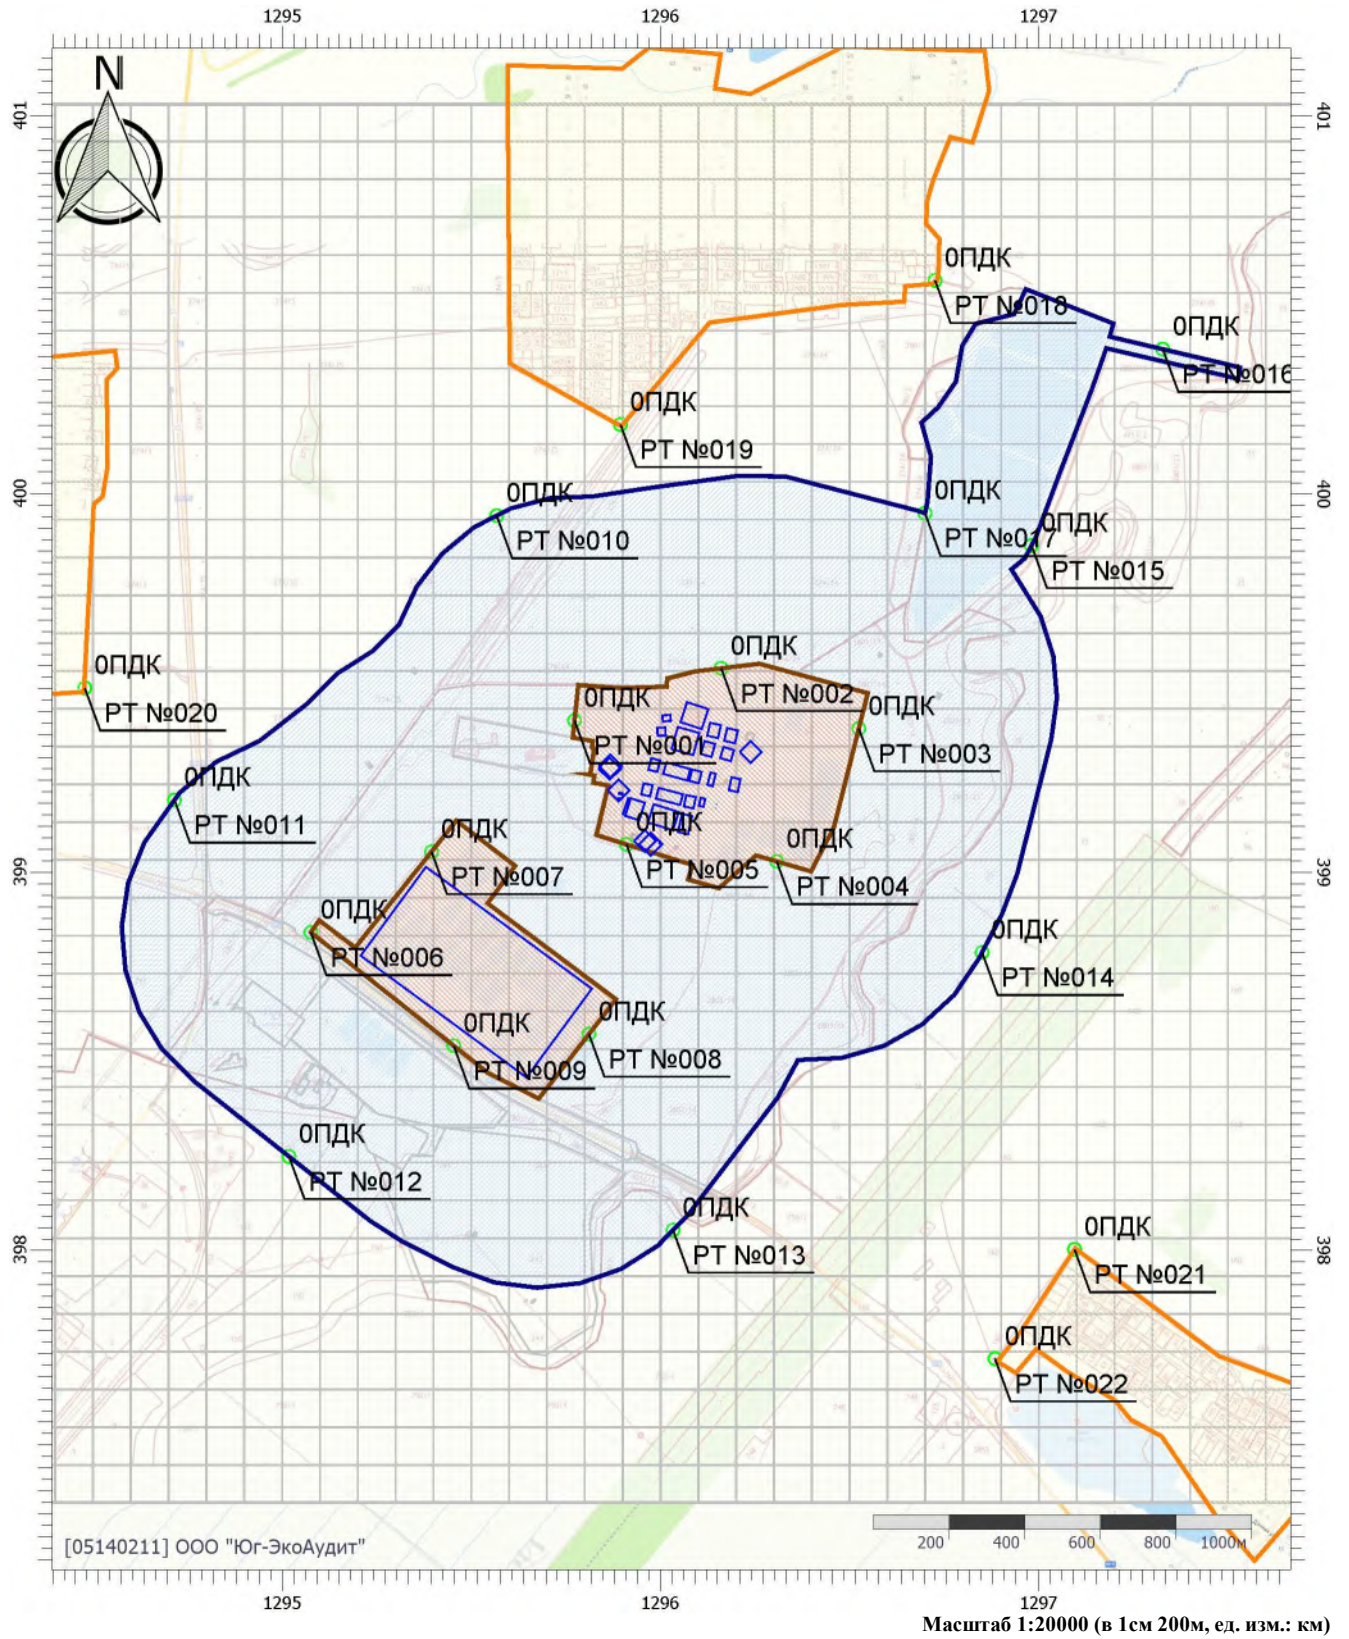 1295 1296 1297
N
401 401
0ПДК
РТ №018
0ПДК
РТ №016
0ПДК
РТ №019
400 400
0ПДК
РТ №010
0ПДК
РТ №017
0ПДК
РТ №015
0ПДК
РТ №020
0ПДК
РТ №002
0ПДК
РТ №001
0ПДК
РТ №003
0ПДК
РТ №011
399 399
0ПДК
РТ №007
0ПДК
РТ №005
0ПДК
РТ №004
0ПДК
РТ №006
0ПДК
РТ №014
0ПДК
РТ №009
0ПДК
РТ №008
0ПДК
РТ №012
0ПДК
РТ №013
398 398
0ПДК
РТ №021
0ПДК
РТ №022
[05140211] ООО "Юг-ЭкоАудит"
200 400 600 800 1000м
1295 1296 1297
Масштаб 1:20000 (в 1см 200м, ед. изм.: км)